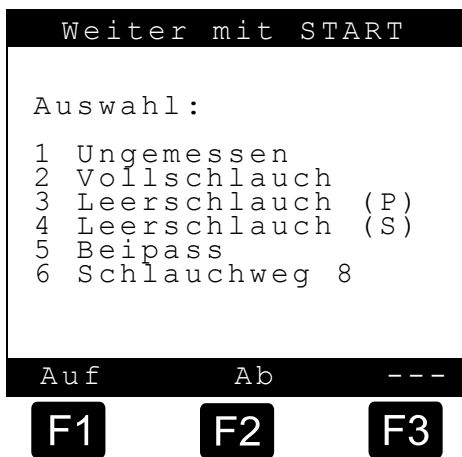 Weiter mit START
Auswahl:
1 Ungemessen
2 Vollschlauch
3 Leerschlauch (P)
4 Leerschlauch (S)
5 Beipass
6 Schlauchweg 8
Auf Ab ---
F1 F2 F3